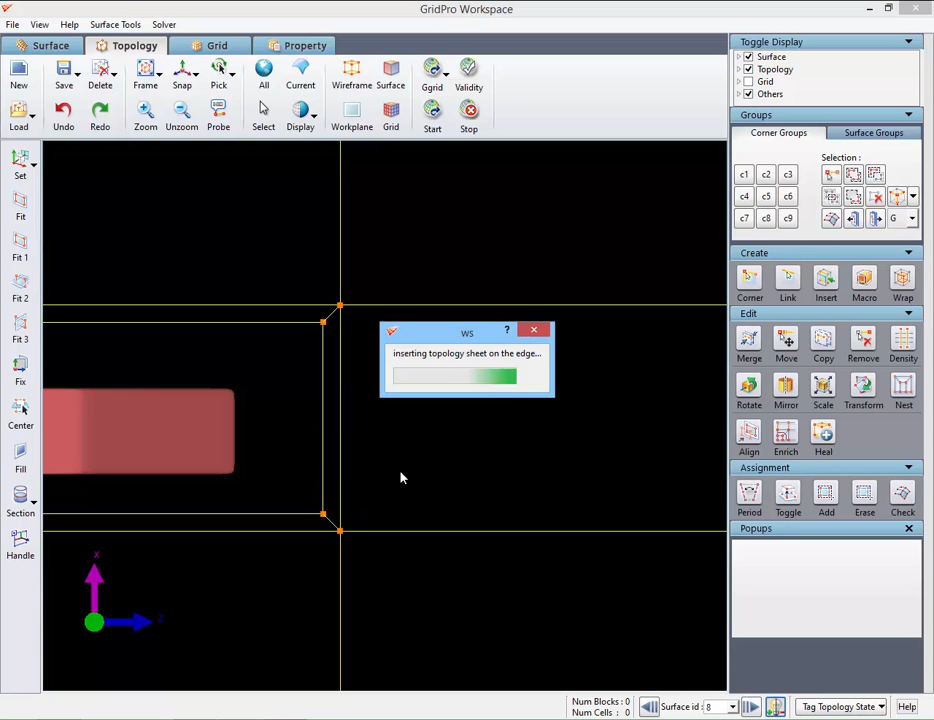 GridPro Workspace
File View Help Surface Tools Solver
Surface Topology Grid Property
New Save Delete Frame Snap Pick All Current Wireframe Surface Ggrid Validity
Load Undo Redo Zoom Unzoom Probe Select Display Workplane Grid Start Stop
Set
Fit
Fit 1
Fit 2
Fit 3
Fix
Center
Fill
Section
Handle
ws ?
inserting topology sheet on the edge...
X
Z
Toggle Display
Surface
Topology
Grid
Others
Groups
Corner Groups Surface Groups
Selection :
c1 c2 c3
c4 c5 c6
c7 c8 c9 G
Create
Corner Link Insert Macro Wrap
Edit
Merge Move Copy Remove Density
Rotate Mirror Scale Transform Nest
Align Enrich Heal
Assignment
Period Toggle Add Erase Check
Popups
Num Blocks: 0
Num Cells : 0
Surface id : 8
Tag Topology State
Help